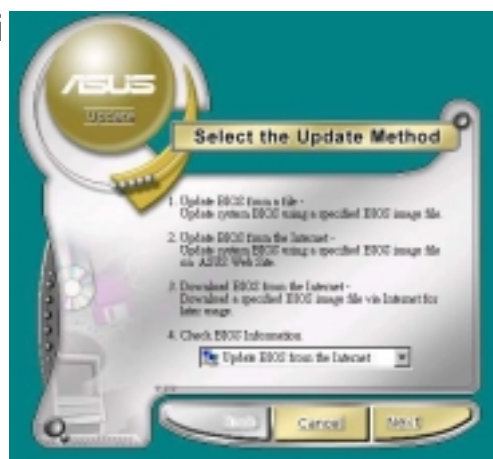 ASUS
Update
Select the Update Method
1. Update BIOS from a file -
Update system BIOS using a specified BIOS image file.
2. Update BIOS from the Internet -
Update system BIOS using a specified BIOS image file
via ASUS Web Site.
3. Download BIOS from the Internet -
Download a specified BIOS image file via Internet for
later usage.
4. Check BIOS Information
Update BIOS from the Internet
Cancel
Next